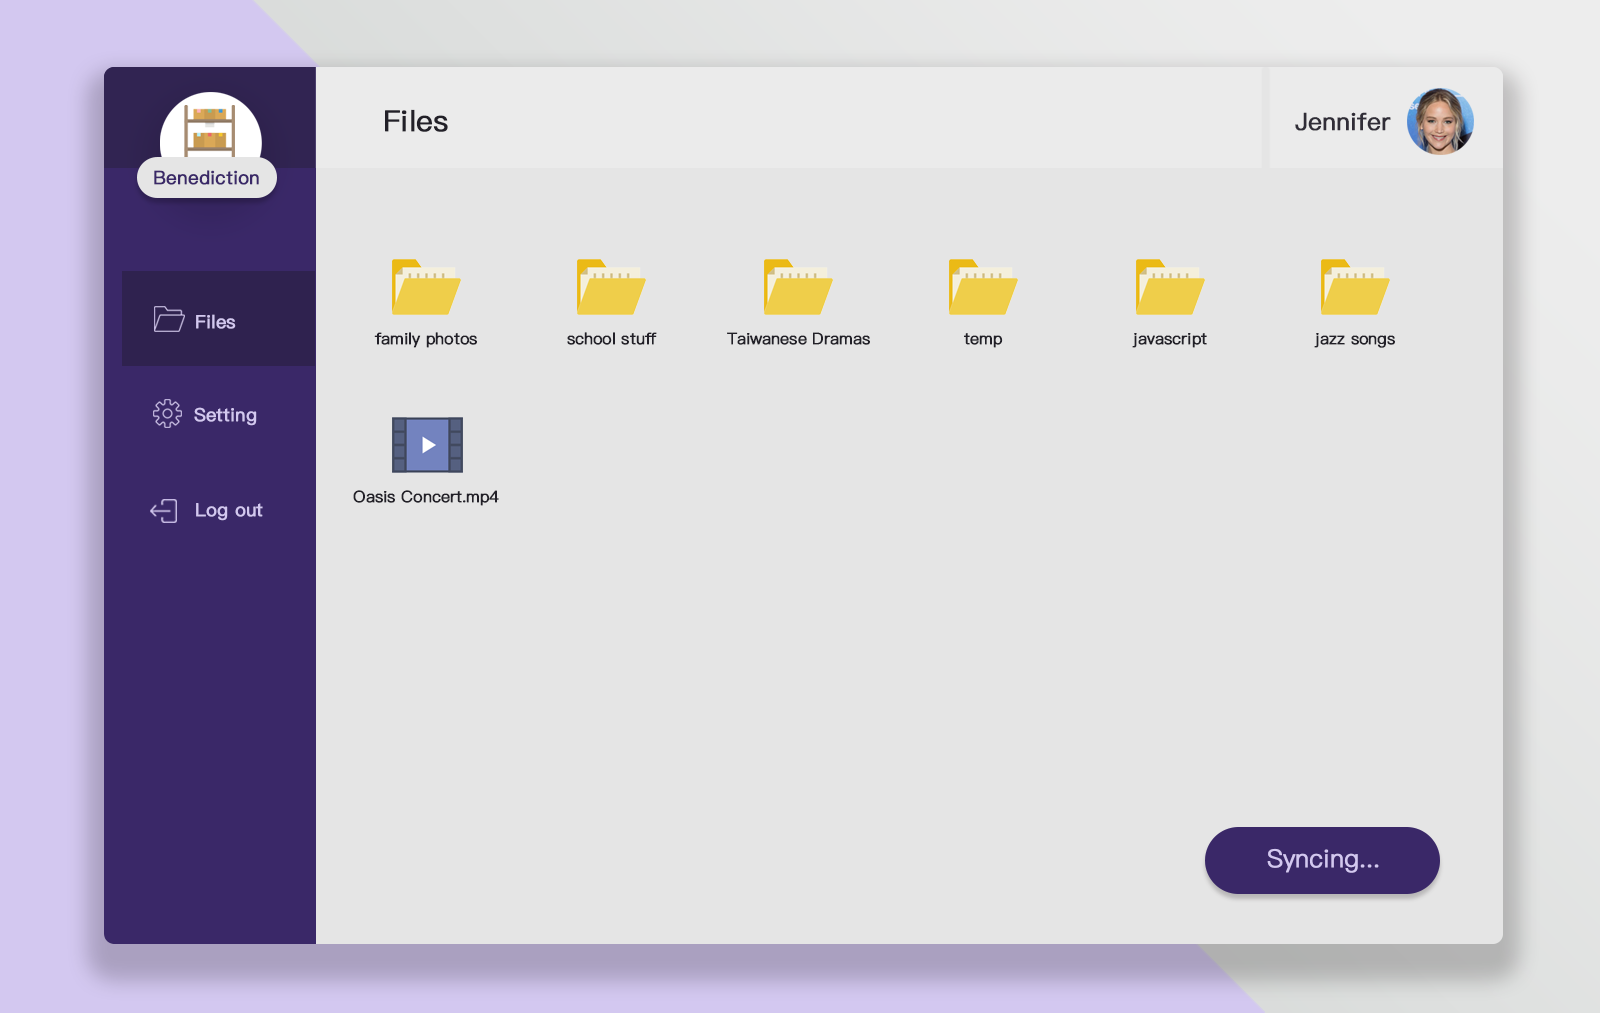 Benediction
Files
Setting
Log out
Files
Jennifer
family photos
school stuff
Taiwanese Dramas
temp
javascript
jazz songs
Oasis Concert.mp4
Syncing...